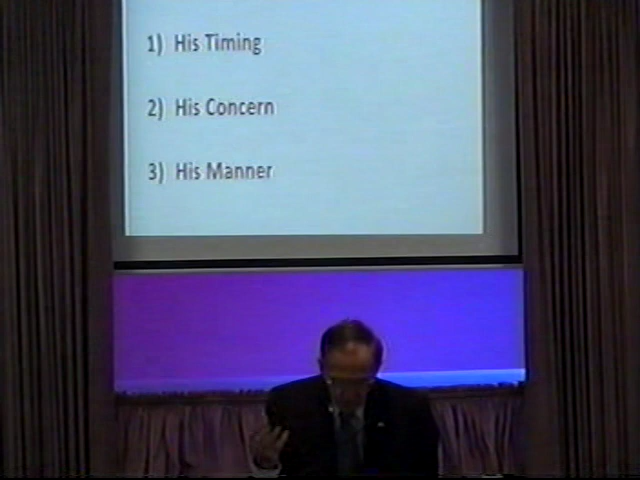 1) His Timing
2) His Concern
3) His Manner